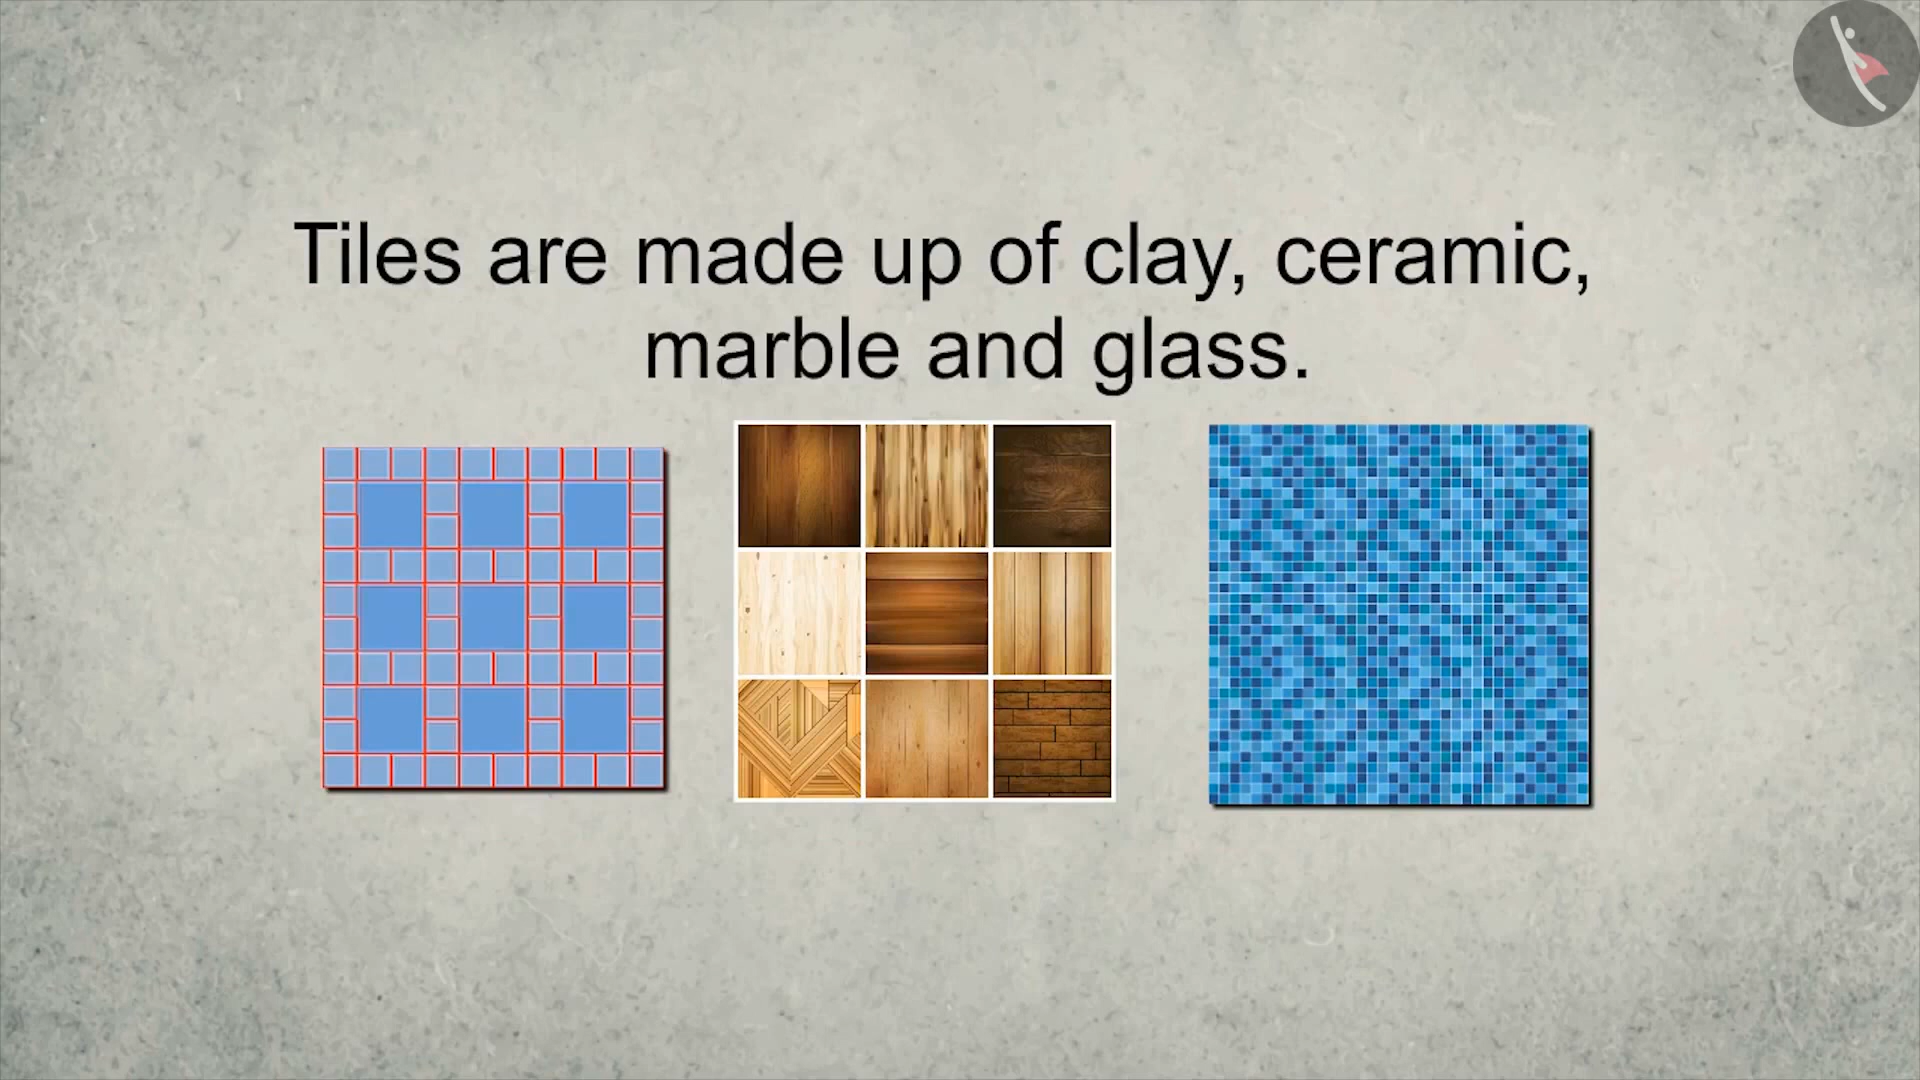 Tiles are made up of clay, ceramic,
marble and glass.